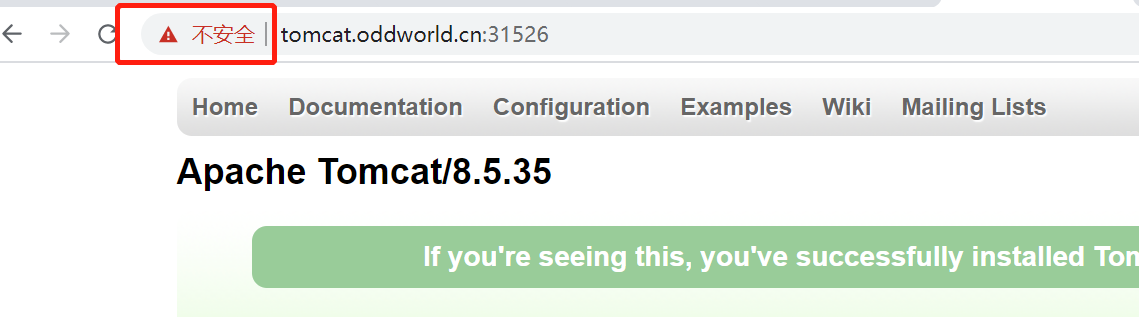 不安全 tomcat.oddworld.cn:31526
Home Documentation Configuration Examples Wiki Mailing Lists
Apache Tomcat/8.5.35
If you're seeing this, you've successfully installed Tom